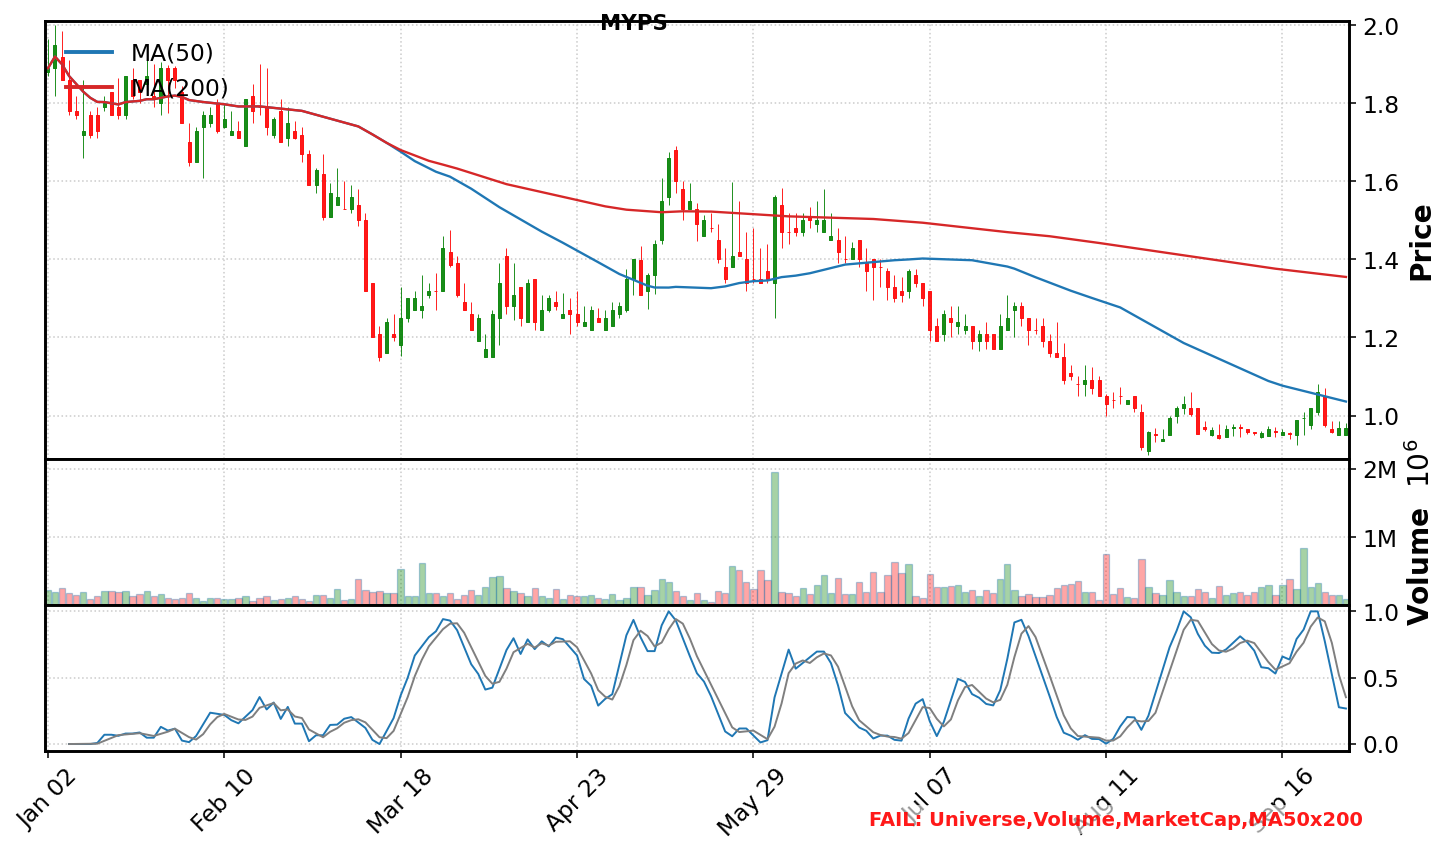 MYPS
MA(50)
MA(200)
2.0
1.8
1.6
1.4
1.2
1.0
Price
2M
1M
Volume 10^6
1.0
0.5
0.0
Jan 02
Feb 10
Mar 18
Apr 23
May 29
Jul 07
Aug 11
Sep 16
FAIL: Universe,Volume,MarketCap,MA50x200